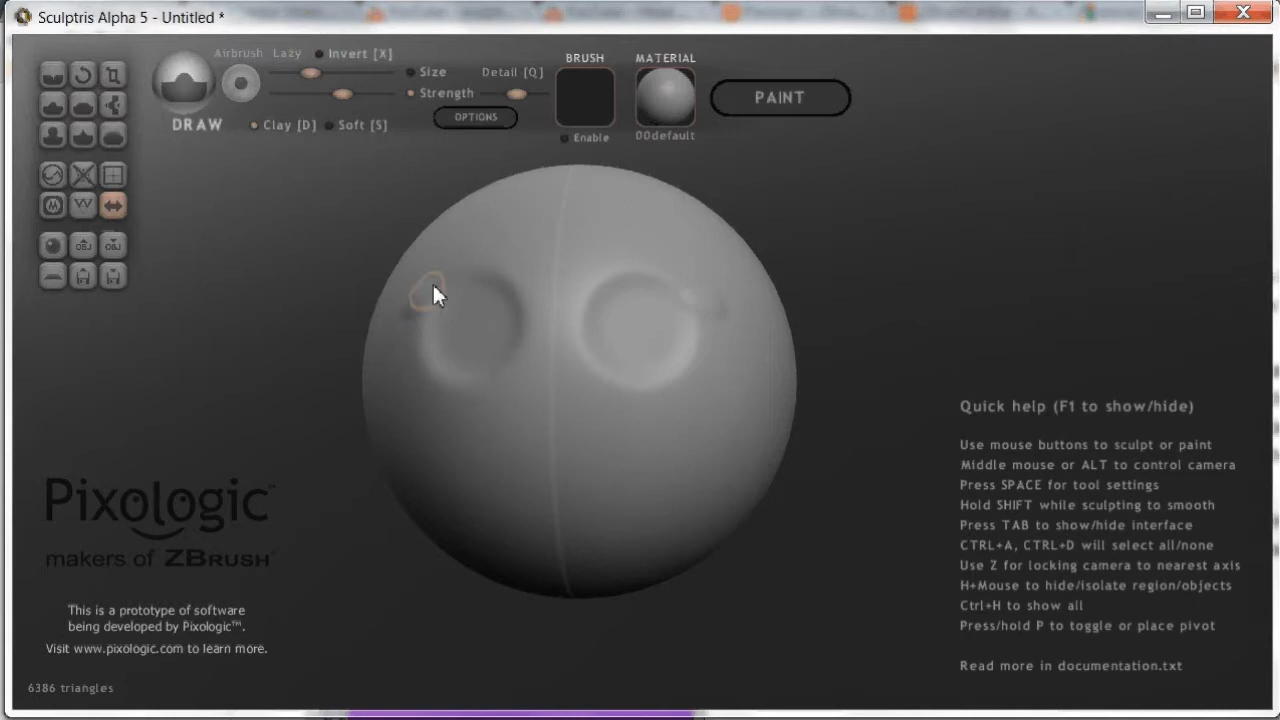 Sculptris Alpha 5 - Untitled *
Airbrush Lazy Invert [X]
Size Detail [Q]
Strength
DRAW Clay [D] Soft [S] OPTIONS
BRUSH
Enable
MATERIAL
00default
PAINT
OBJ OBJ
Quick help (F1 to show/hide)
Use mouse buttons to sculpt or paint
Middle mouse or ALT to control camera
Press SPACE for tool settings
Hold SHIFT while sculpting to smooth
Press TAB to show/hide interface
CTRL+A, CTRL+D will select all/none
Use Z for locking camera to nearest axis
H+Mouse to hide/isolate region/objects
Ctrl+H to show all
Press/hold P to toggle or place pivot
Read more in documentation.txt
Pixologic™
makers of ZBRUSH®
This is a prototype of software
being developed by Pixologic™.
Visit www.pixologic.com to learn more.
6386 triangles